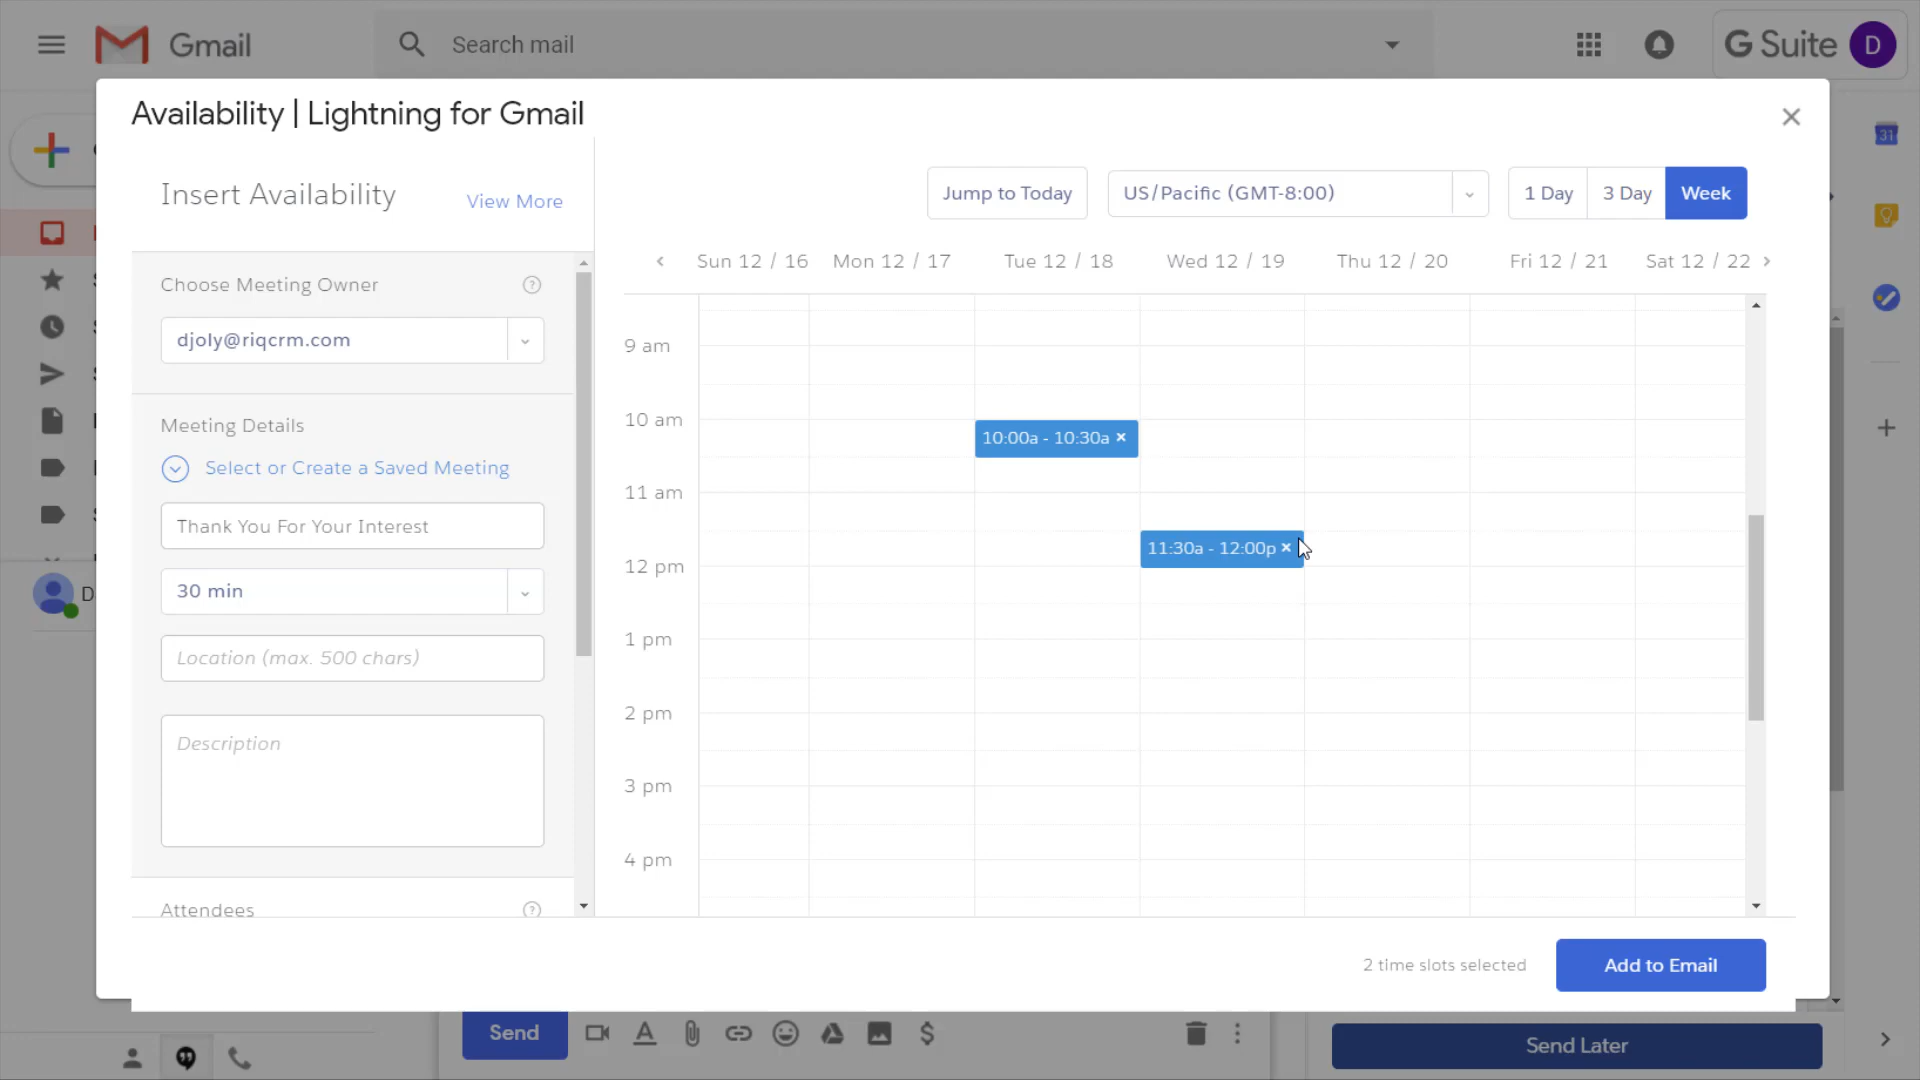 Gmail
Search mail
G Suite
D
Availability | Lightning for Gmail
31
Insert Availability
View More
Jump to Today
US/Pacific (GMT-8:00)
1 Day
3 Day
Week
Sun 12 / 16
Mon 12 / 17
Tue 12 / 18
Wed 12 / 19
Thu 12 / 20
Fri 12 / 21
Sat 12 / 22
Choose Meeting Owner
?
djoly@riqcrm.com
Meeting Details
Select or Create a Saved Meeting
Thank You For Your Interest
30 min
Location (max. 500 chars)
Description
Attendees
?
9 am
10 am
10:00a - 10:30a ×
11 am
11:30a - 12:00p ×
12 pm
1 pm
2 pm
3 pm
4 pm
D
2 time slots selected
Add to Email
Send
Send Later